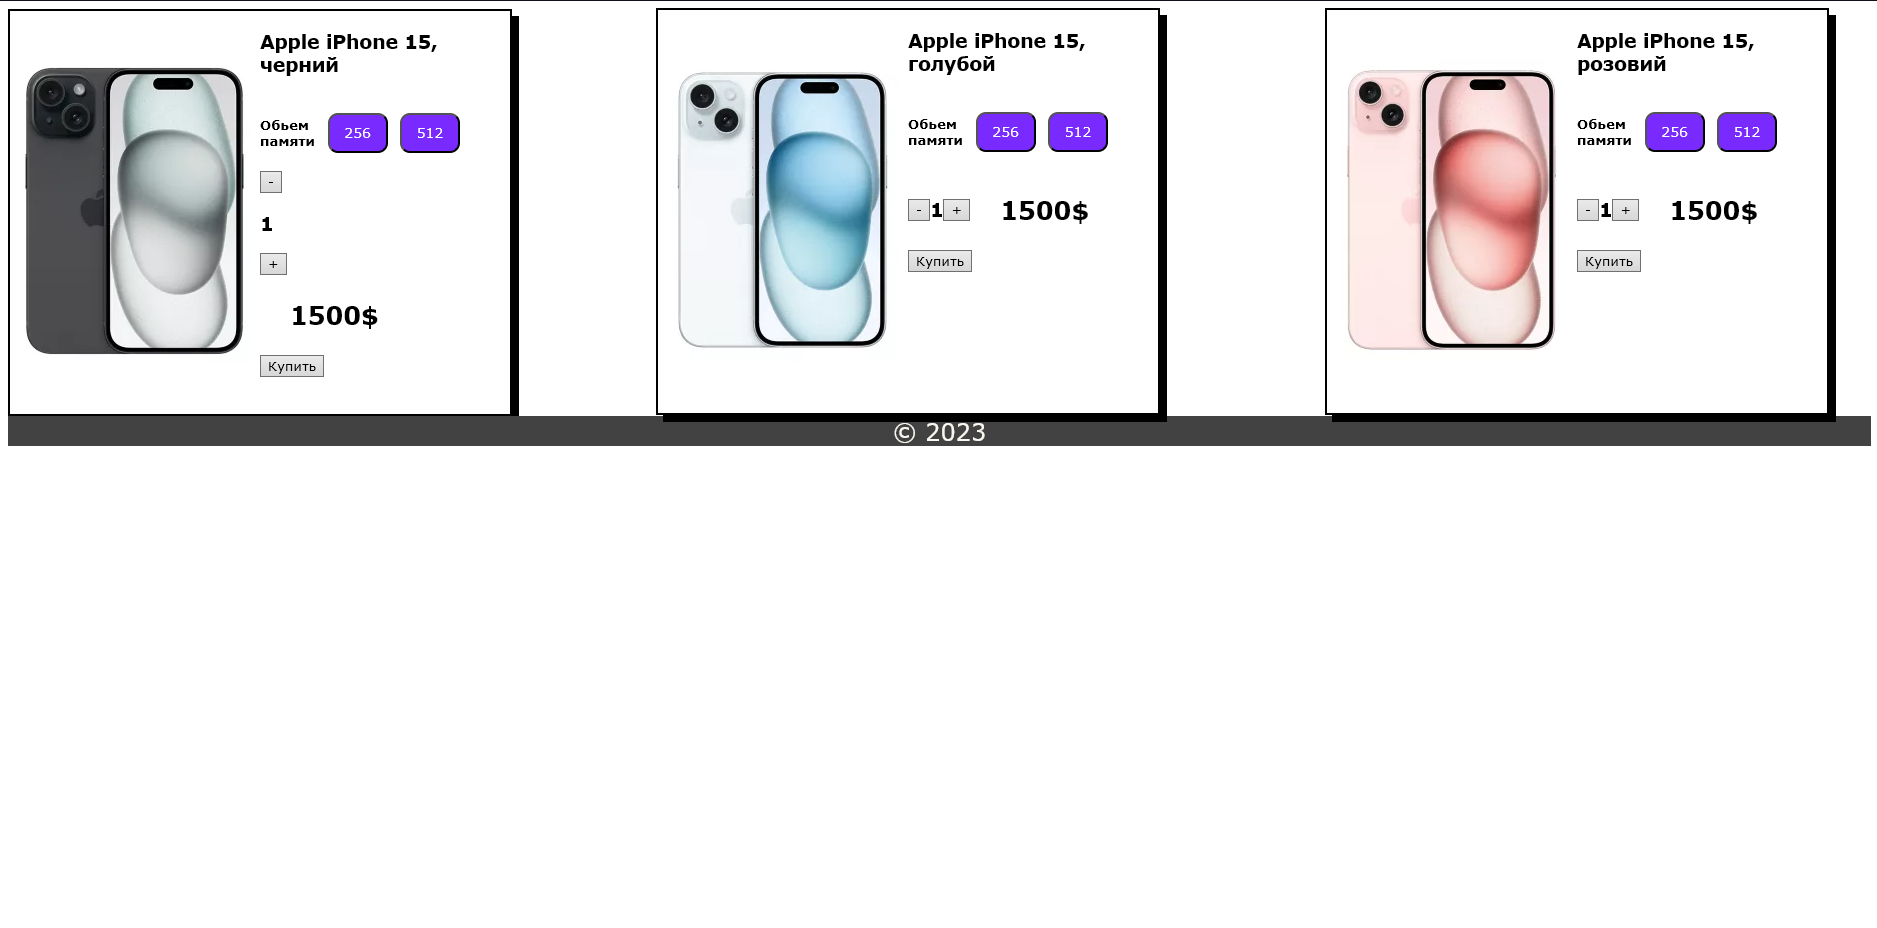 Apple iPhone 15,
черний
Обьем
памяти
256
512
-
1
+
1500$
Купить
Apple iPhone 15,
голубой
Обьем
памяти
256
512
- 1 +
1500$
Купить
Apple iPhone 15,
розовий
Обьем
памяти
256
512
- 1 +
1500$
Купить
© 2023